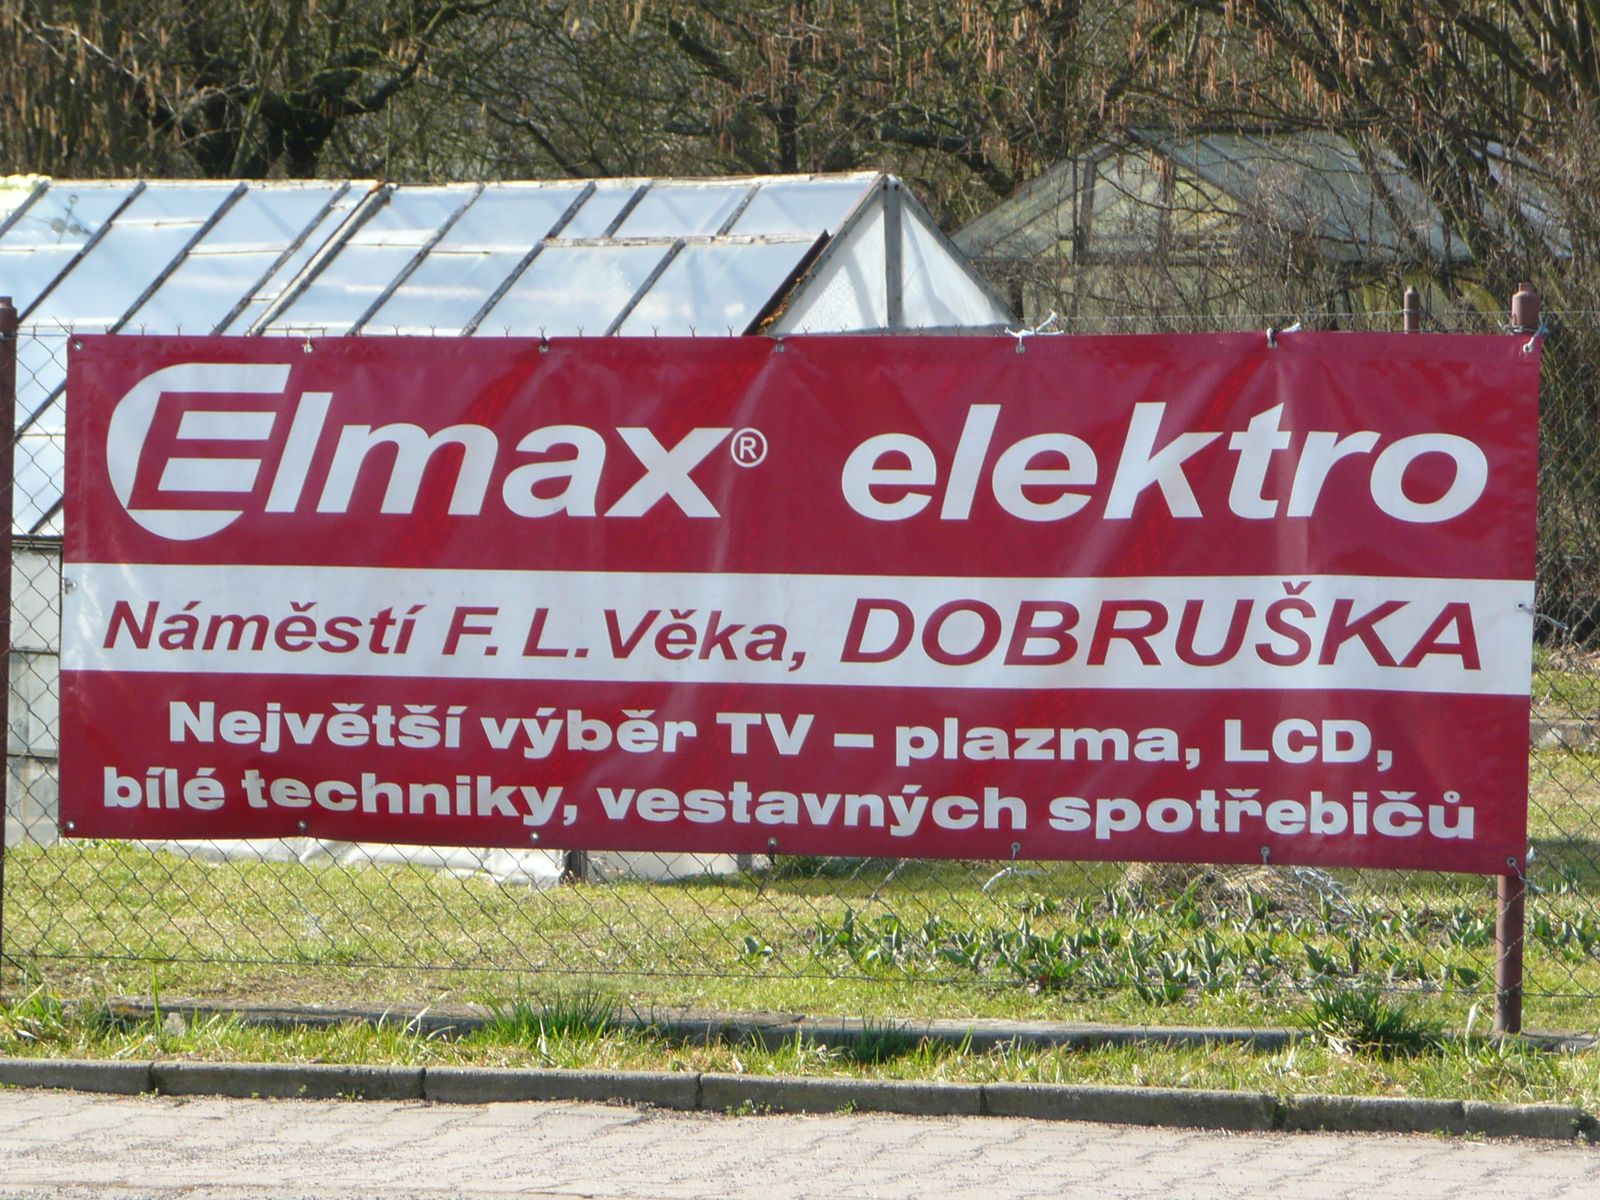 Elmax® elektro
Náměstí F. L. Věka, DOBRUŠKA
Největší výběr TV – plazma, LCD,
bílé techniky, vestavných spotřebičů